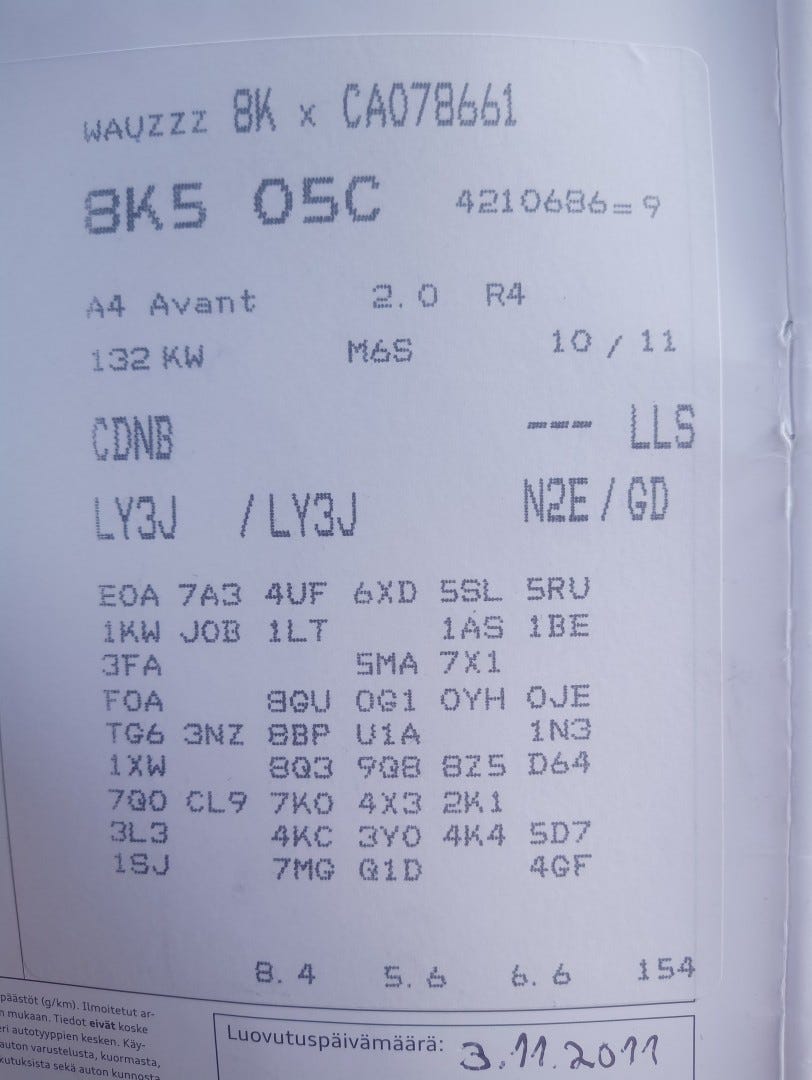 WAUZZZ 8K x CA078661
8K5 05C 4210686=9
A4 Avant 2.0 R4
132 KW M6S 10 / 11
CDNB --- LLS
LY3J / LY3J N2E / GD
E0A 7A3 4UF 6XD 5SL 5RU
1KW J0B 1LT 1AS 1BE
3FA 5MA 7X1
F0A 8GU 0G1 0YH 0JE
TG6 3NZ 8BP U1A 1N3
1XW 8Q3 9Q8 8Z5 D64
7Q0 CL9 7K0 4X3 2K1
3L3 4KC 3Y0 4K4 5D7
1SJ 7MG Q1D 4GF
8.4 5.6 6.6 154
päästöt (g/km). Ilmoitetut ar-
mukaan. Tiedot eivät koske
eri autotyyppien kesken. Käy-
auton varustelusta, kuormasta,
kutuksista sekä auton kunnosta
Luovutuspäivämäärä: 3.11.2011